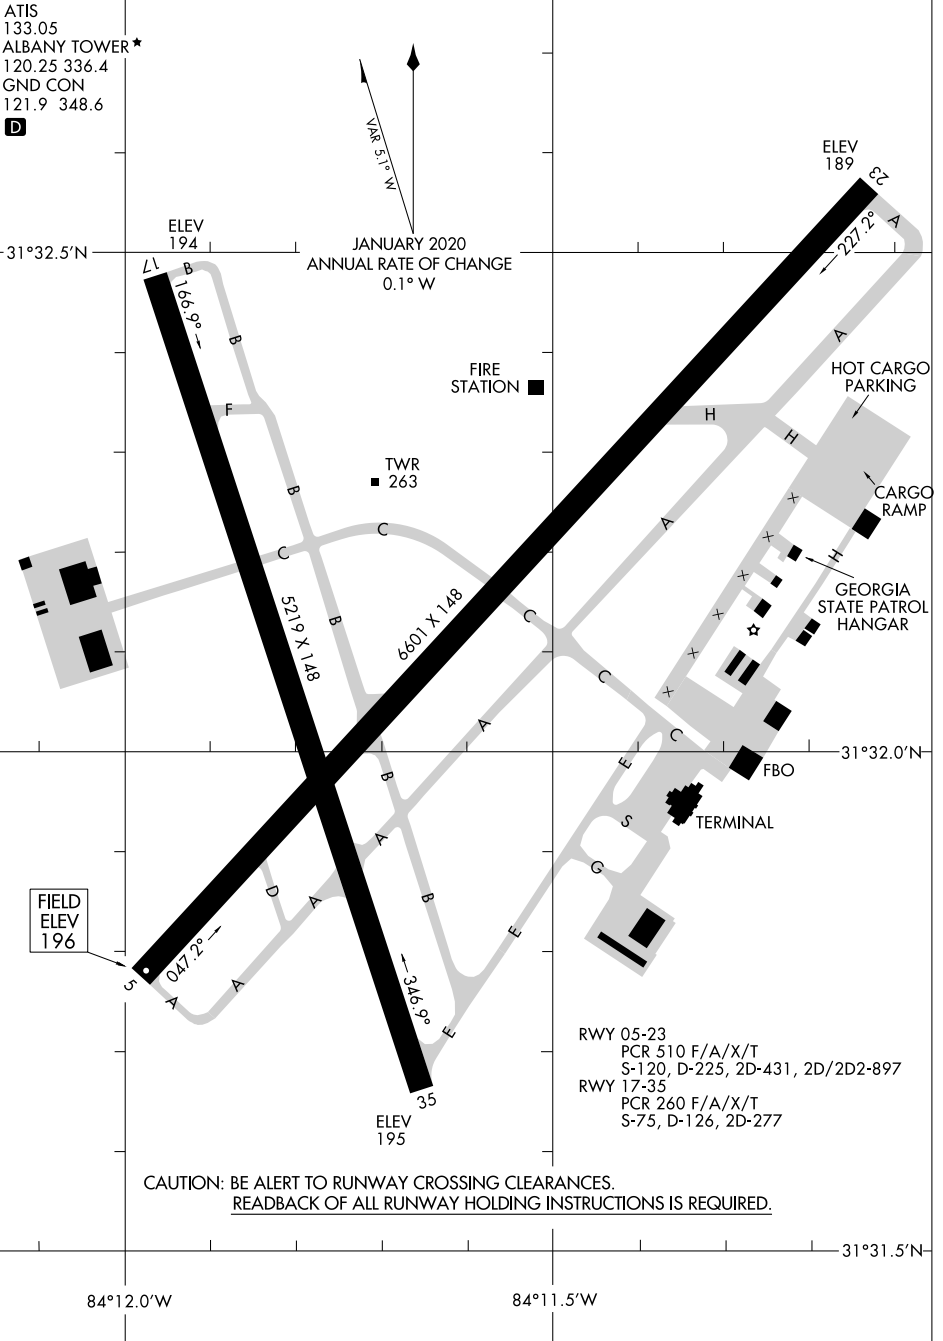 ATIS
133.05
ALBANY TOWER★
120.25 336.4
GND CON
121.9 348.6
D
VAR 5.1° W
JANUARY 2020
ANNUAL RATE OF CHANGE
0.1° W
ELEV
189
23
A
227.2°
31°32.5'N
ELEV
194
17
B
166.9°
B
F
B
A
HOT CARGO
PARKING
FIRE
STATION
H
H
TWR
263
A
X
CARGO
RAMP
C
C
X
H
X
GEORGIA
STATE PATROL
HANGAR
5219 X 148
B
6601 X 148
C
X
X
C
X
A
C
31°32.0'N
B
E
FBO
S
TERMINAL
A
G
D
A
B
FIELD
ELEV
196
E
047.2°
5
A
A
346.9°
E
35
ELEV
195
RWY 05-23
PCR 510 F/A/X/T
S-120, D-225, 2D-431, 2D/2D2-897
RWY 17-35
PCR 260 F/A/X/T
S-75, D-126, 2D-277
CAUTION: BE ALERT TO RUNWAY CROSSING CLEARANCES.
READBACK OF ALL RUNWAY HOLDING INSTRUCTIONS IS REQUIRED.
31°31.5'N
84°12.0'W
84°11.5'W